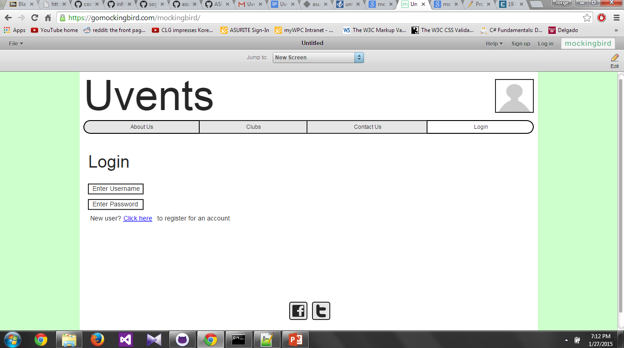 https://gomockingbird.com/mockingbird/
Apps YouTube home reddit: the front pag... CLG impresses Kore... ASURITE Sign-In myWPC Intranet - ... The W3C Markup Va... The W3C CSS Valida... C# Fundamentals: D... Delgado
File Untitled Help Sign up Log in mockingbird
Jump to: New Screen Edit
Uvents
About Us Clubs Contact Us Login
Login
Enter Username
Enter Password
New user? Click here to register for an account
7:12 PM
1/27/2015